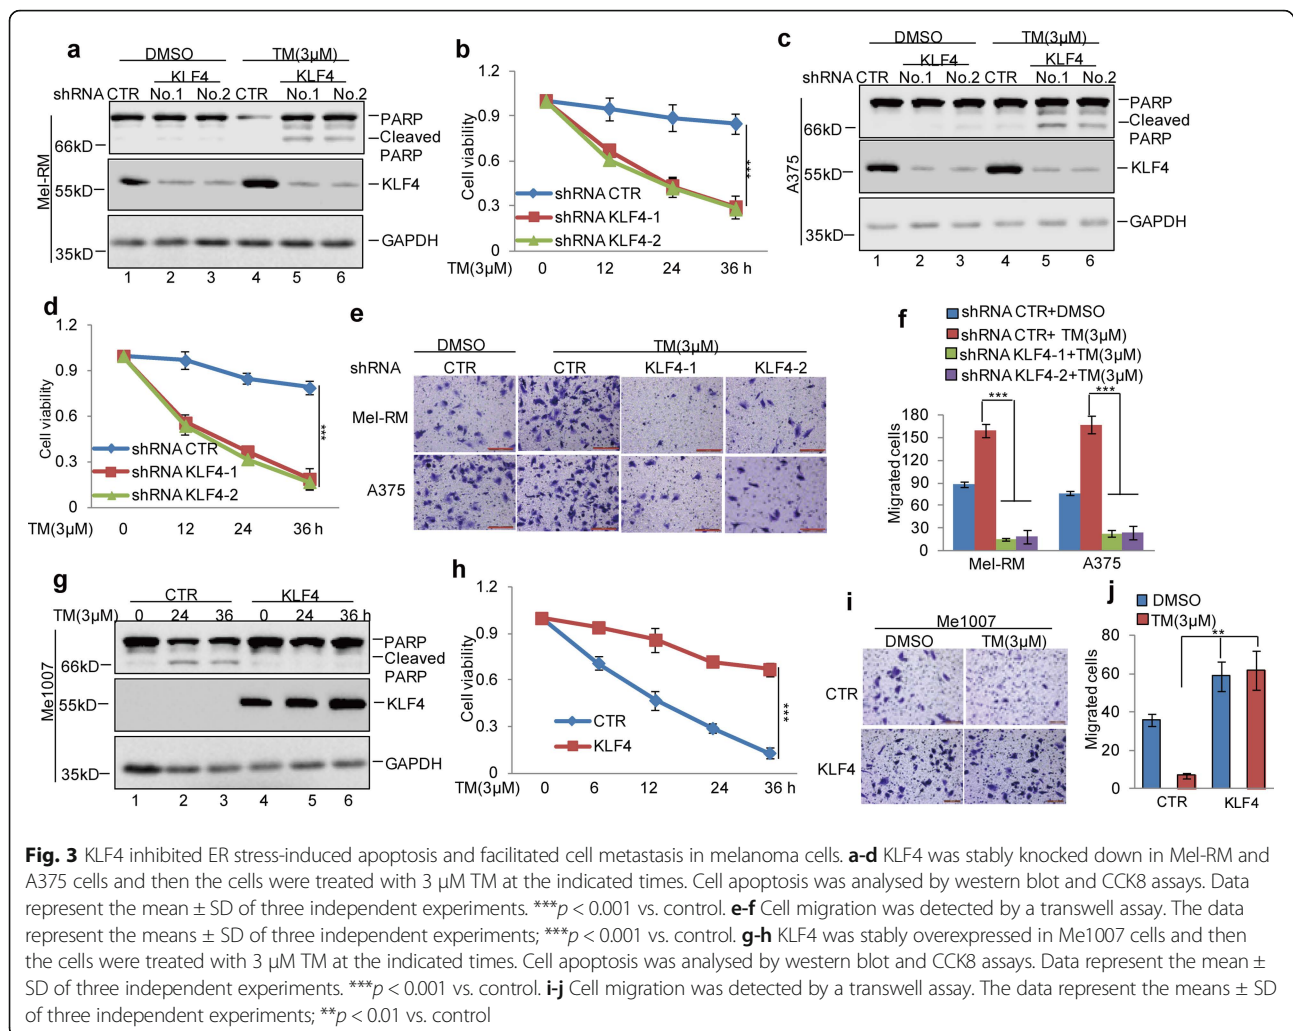 a
DMSO TM(3μM)
KLF4 KLF4
shRNA CTR No.1 No.2 CTR No.1 No.2
PARP
Cleaved
PARP
66kD
55kD
KLF4
35kD
GAPDH
Mel-RM
1 2 3 4 5 6
b
1.2
0.9
0.6
0.3
0
Cell viability
shRNA CTR
shRNA KLF4-1
shRNA KLF4-2
***
TM(3μM) 0 12 24 36 h
c
DMSO TM(3μM)
KLF4 KLF4
shRNA CTR No.1 No.2 CTR No.1 No.2
PARP
Cleaved
PARP
66kD
55kD
KLF4
35kD
GAPDH
A375
1 2 3 4 5 6
d
1.2
0.9
0.6
0.3
0
Cell viability
shRNA CTR
shRNA KLF4-1
shRNA KLF4-2
***
TM(3μM) 0 12 24 36 h
e
DMSO TM(3μM)
shRNA CTR CTR KLF4-1 KLF4-2
Mel-RM
A375
f
shRNA CTR+DMSO
shRNA CTR+ TM(3μM)
shRNA KLF4-1+TM(3μM)
shRNA KLF4-2+TM(3μM)
*** ***
180
150
120
90
60
30
0
Migrated cells
Mel-RM A375
g
CTR KLF4
TM(3μM) 0 24 36 0 24 36 h
PARP
Cleaved
PARP
66kD
55kD
KLF4
35kD
GAPDH
Me1007
1 2 3 4 5 6
h
1.2
0.9
0.6
0.3
0
Cell viability
CTR
KLF4
***
TM(3μM) 0 6 12 24 36 h
i
Me1007
DMSO TM(3μM)
CTR
KLF4
j
DMSO
TM(3μM)
**
80
60
40
20
0
Migrated cells
CTR KLF4
Fig. 3 KLF4 inhibited ER stress-induced apoptosis and facilitated cell metastasis in melanoma cells. a-d KLF4 was stably knocked down in Mel-RM and
A375 cells and then the cells were treated with 3 μM TM at the indicated times. Cell apoptosis was analysed by western blot and CCK8 assays. Data
represent the mean ± SD of three independent experiments. ***p < 0.001 vs. control. e-f Cell migration was detected by a transwell assay. The data
represent the means ± SD of three independent experiments; ***p < 0.001 vs. control. g-h KLF4 was stably overexpressed in Me1007 cells and then
the cells were treated with 3 μM TM at the indicated times. Cell apoptosis was analysed by western blot and CCK8 assays. Data represent the mean ±
SD of three independent experiments. ***p < 0.001 vs. control. i-j Cell migration was detected by a transwell assay. The data represent the means ± SD
of three independent experiments; **p < 0.01 vs. control